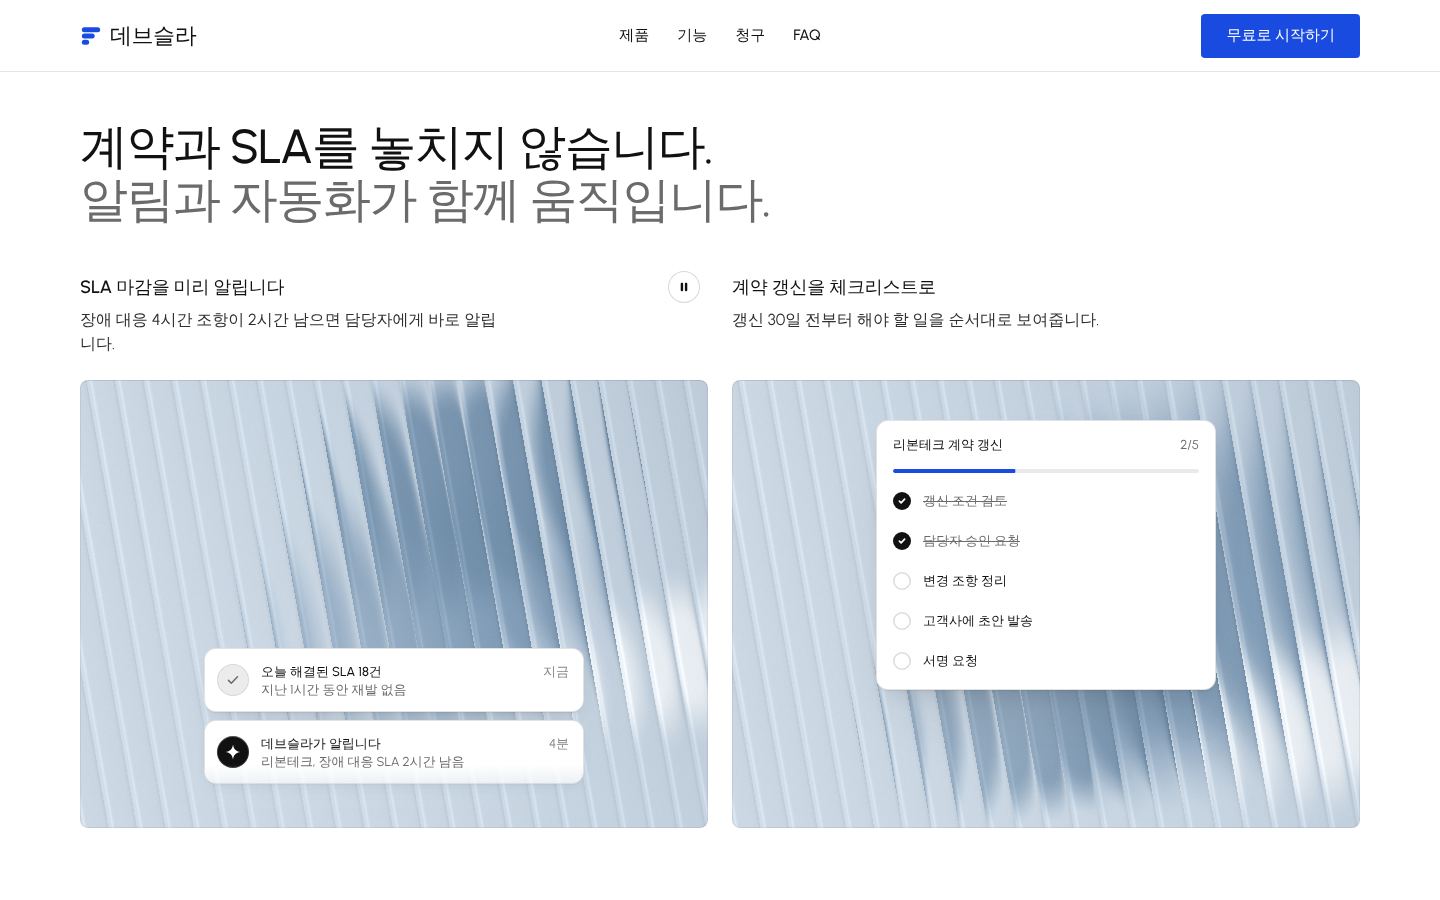 데브슬라
제품 기능 청구 FAQ
무료로 시작하기
계약과 SLA를 놓치지 않습니다.
알림과 자동화가 함께 움직입니다.
SLA 마감을 미리 알립니다
장애 대응 4시간 조항이 2시간 남으면 담당자에게 바로 알립
니다.
계약 갱신을 체크리스트로
갱신 30일 전부터 해야 할 일을 순서대로 보여줍니다.
오늘 해결된 SLA 18건 지금
지난 1시간 동안 재발 없음
데브슬라가 알립니다 4분
리본테크, 장애 대응 SLA 2시간 남음
리본테크 계약 갱신 2/5
갱신 조건 검토
담당자 승인 요청
변경 조항 정리
고객사에 초안 발송
서명 요청